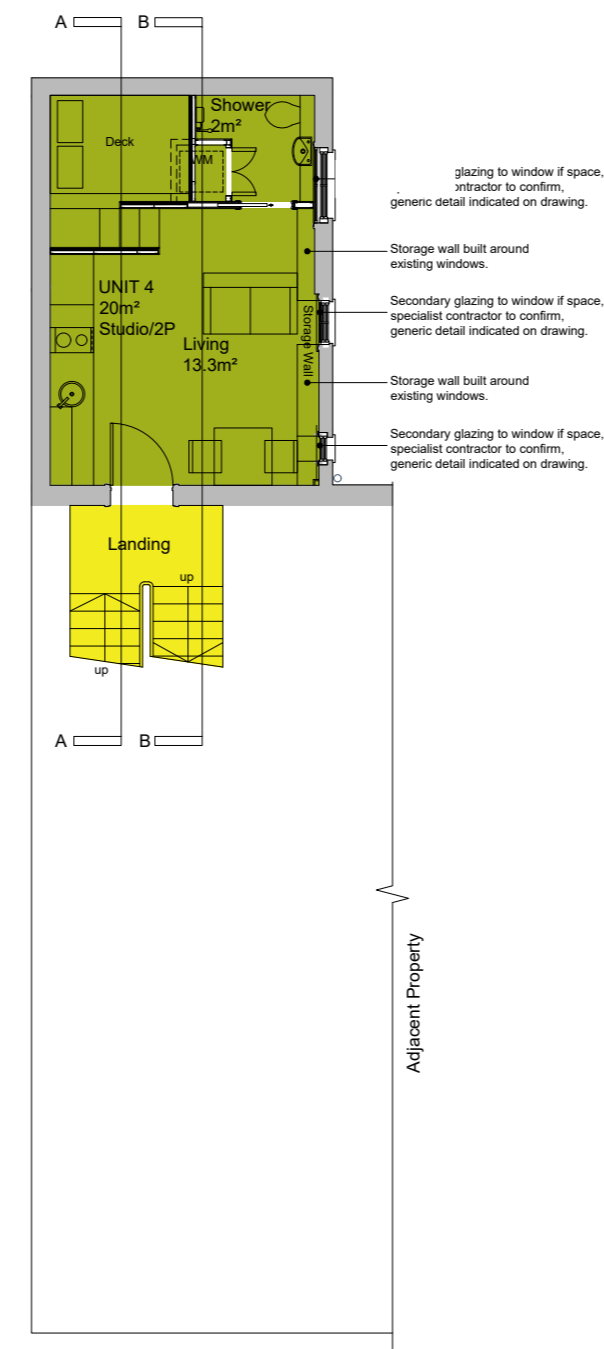 A B
Shower
2m²
Deck
WM
glazing to window if space,
contractor to confirm,
generic detail indicated on drawing.
Storage wall built around
existing windows.
UNIT 4
20m²
Studio/2P
Secondary glazing to window if space,
specialist contractor to confirm,
generic detail indicated on drawing.
Living
13.3m²
Storage Wall
Storage wall built around
existing windows.
Secondary glazing to window if space,
specialist contractor to confirm,
generic detail indicated on drawing.
Landing
up
up
A B
Adjacent Property